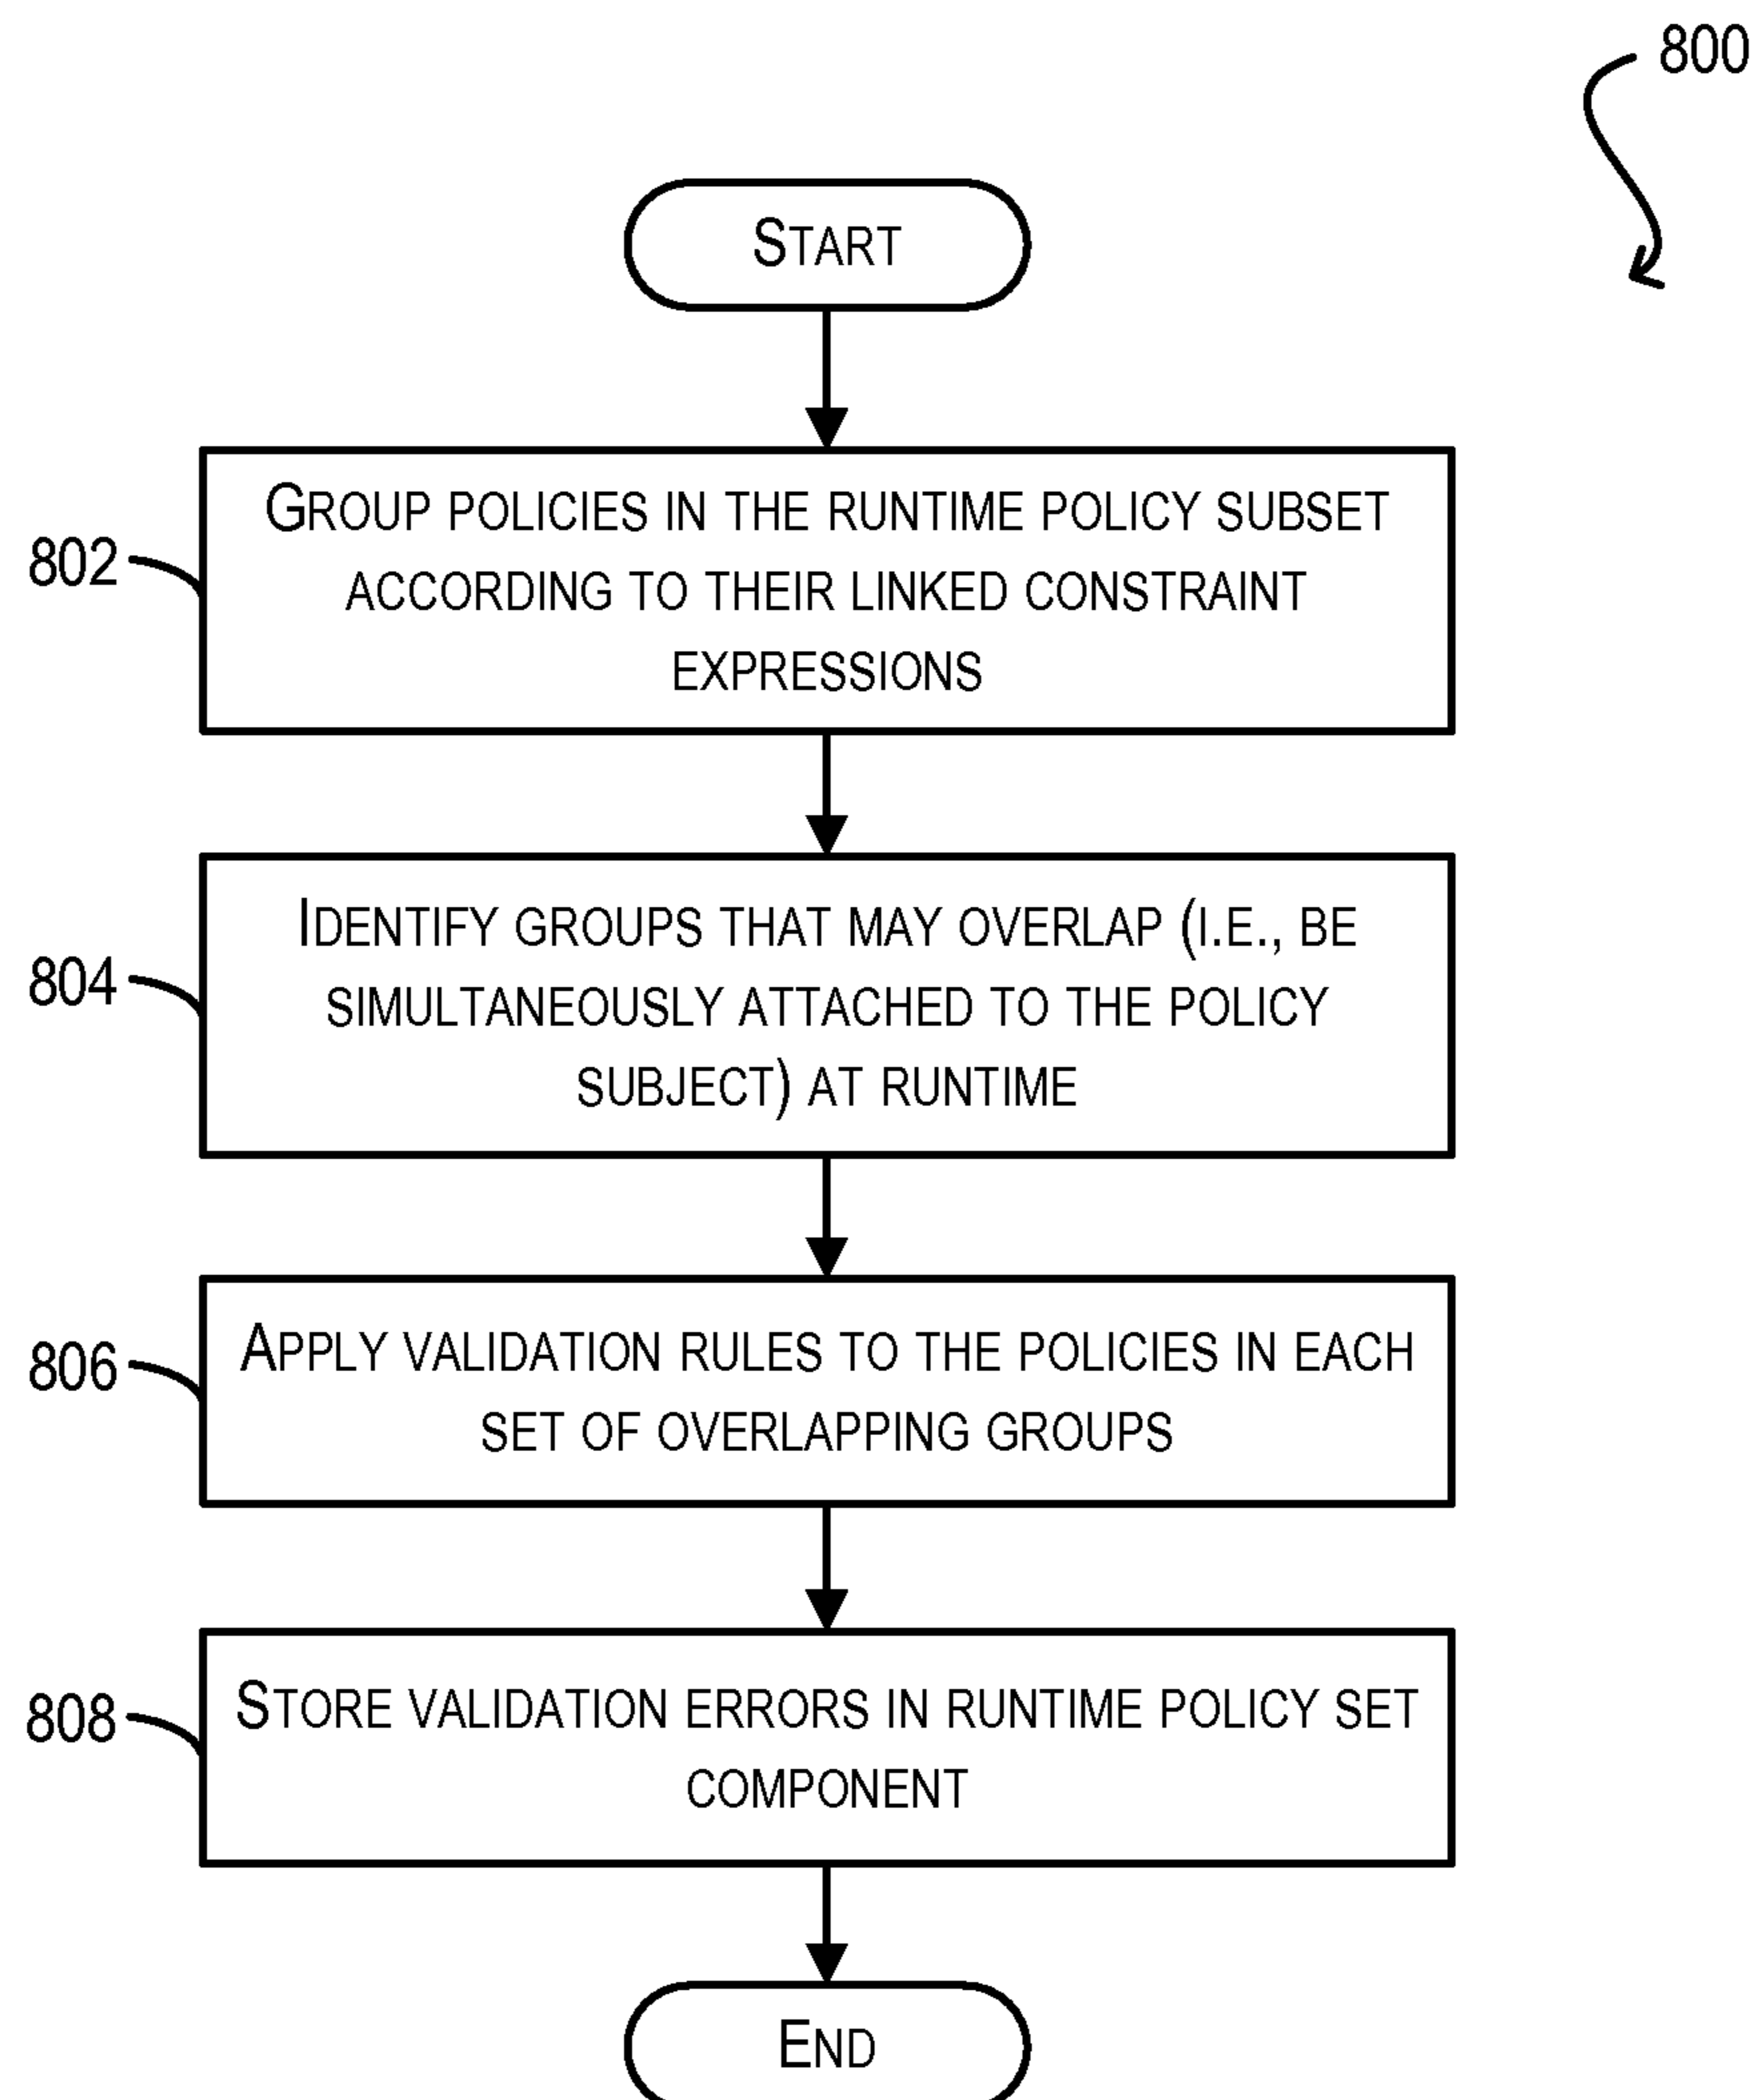 800
START
802
GROUP POLICIES IN THE RUNTIME POLICY SUBSET
ACCORDING TO THEIR LINKED CONSTRAINT
EXPRESSIONS
804
IDENTIFY GROUPS THAT MAY OVERLAP (I.E., BE
SIMULTANEOUSLY ATTACHED TO THE POLICY
SUBJECT) AT RUNTIME
806
APPLY VALIDATION RULES TO THE POLICIES IN EACH
SET OF OVERLAPPING GROUPS
808
STORE VALIDATION ERRORS IN RUNTIME POLICY SET
COMPONENT
END